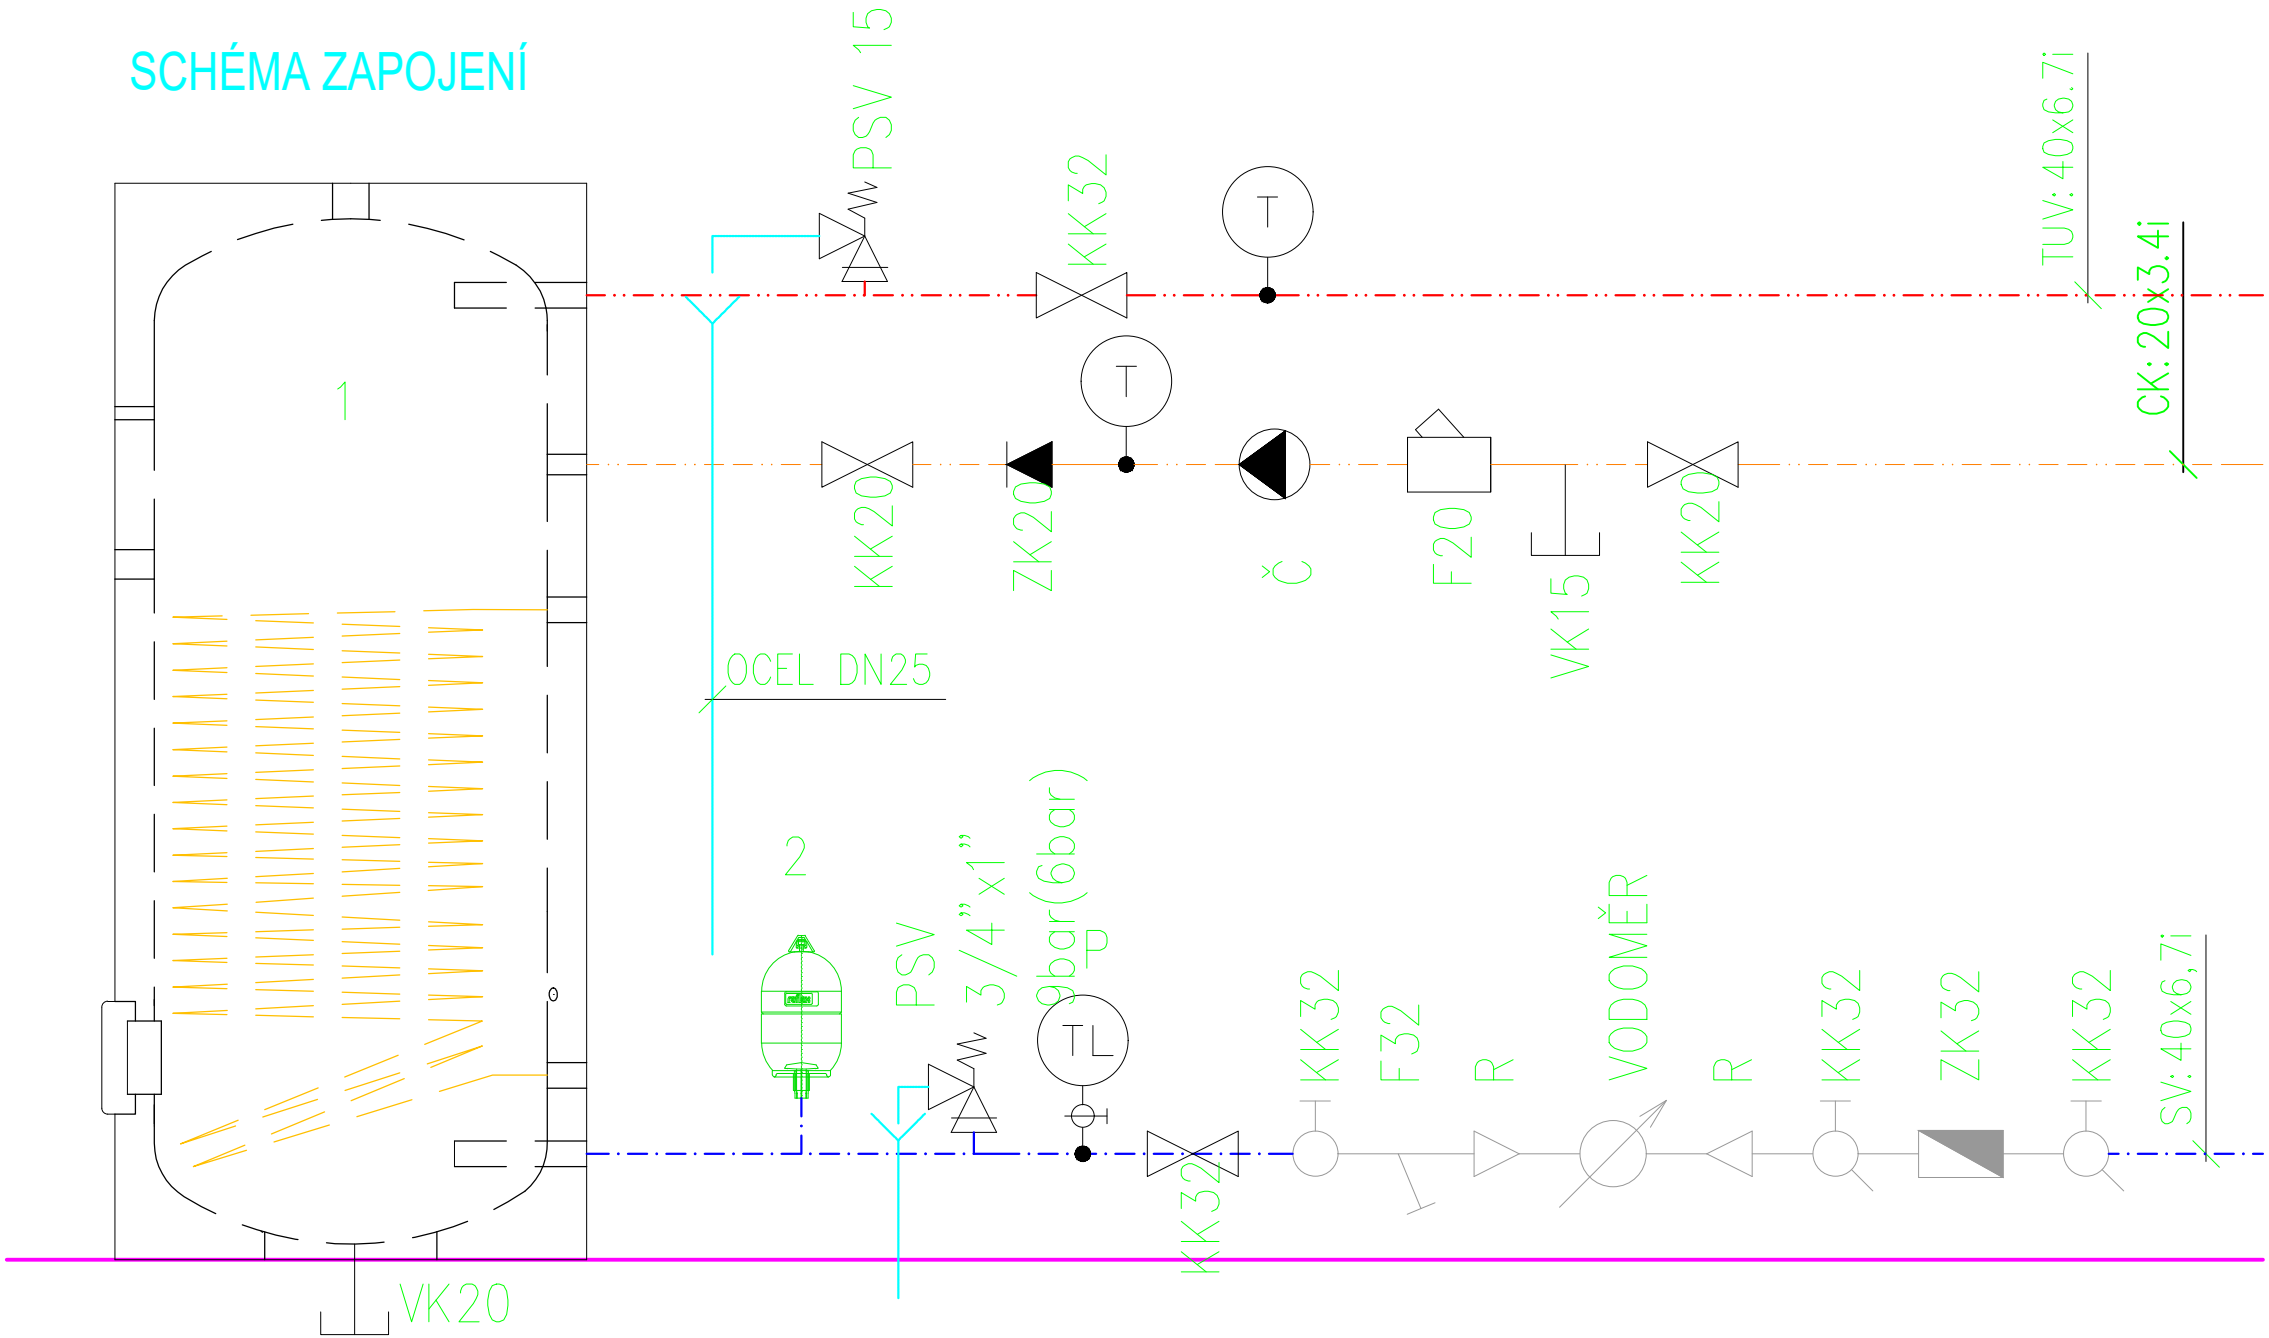 SCHÉMA ZAPOJENÍ
PSV 15
KK32
T
TUV:40x6.7i
CK:20x3.4i
T
1
KK20
ZK20
Č
F20
VK15
KK20
OCEL DN25
2
PSV
3/4"x1"
9bar(6bar)
P
TL
KK32
KK32
F32
R
VODOMĚR
R
KK32
ZK32
KK32
SV:40x6,7i
VK20